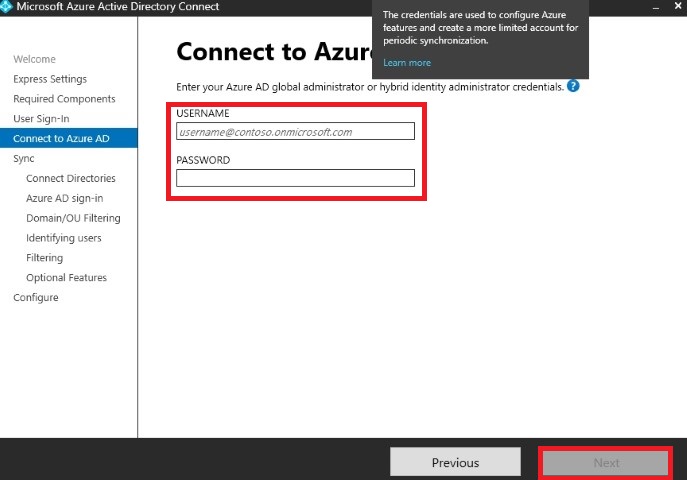 Microsoft Azure Active Directory Connect
The credentials are used to configure Azure
features and create a more limited account for
periodic synchronization.
Learn more
Welcome
Express Settings
Required Components
User Sign-In
Connect to Azure AD
Sync
Connect Directories
Azure AD sign-in
Domain/OU Filtering
Identifying users
Filtering
Optional Features
Configure
Connect to Azure
Enter your Azure AD global administrator or hybrid identity administrator credentials. ?
USERNAME
username@contoso.onmicrosoft.com
PASSWORD
Previous
Next